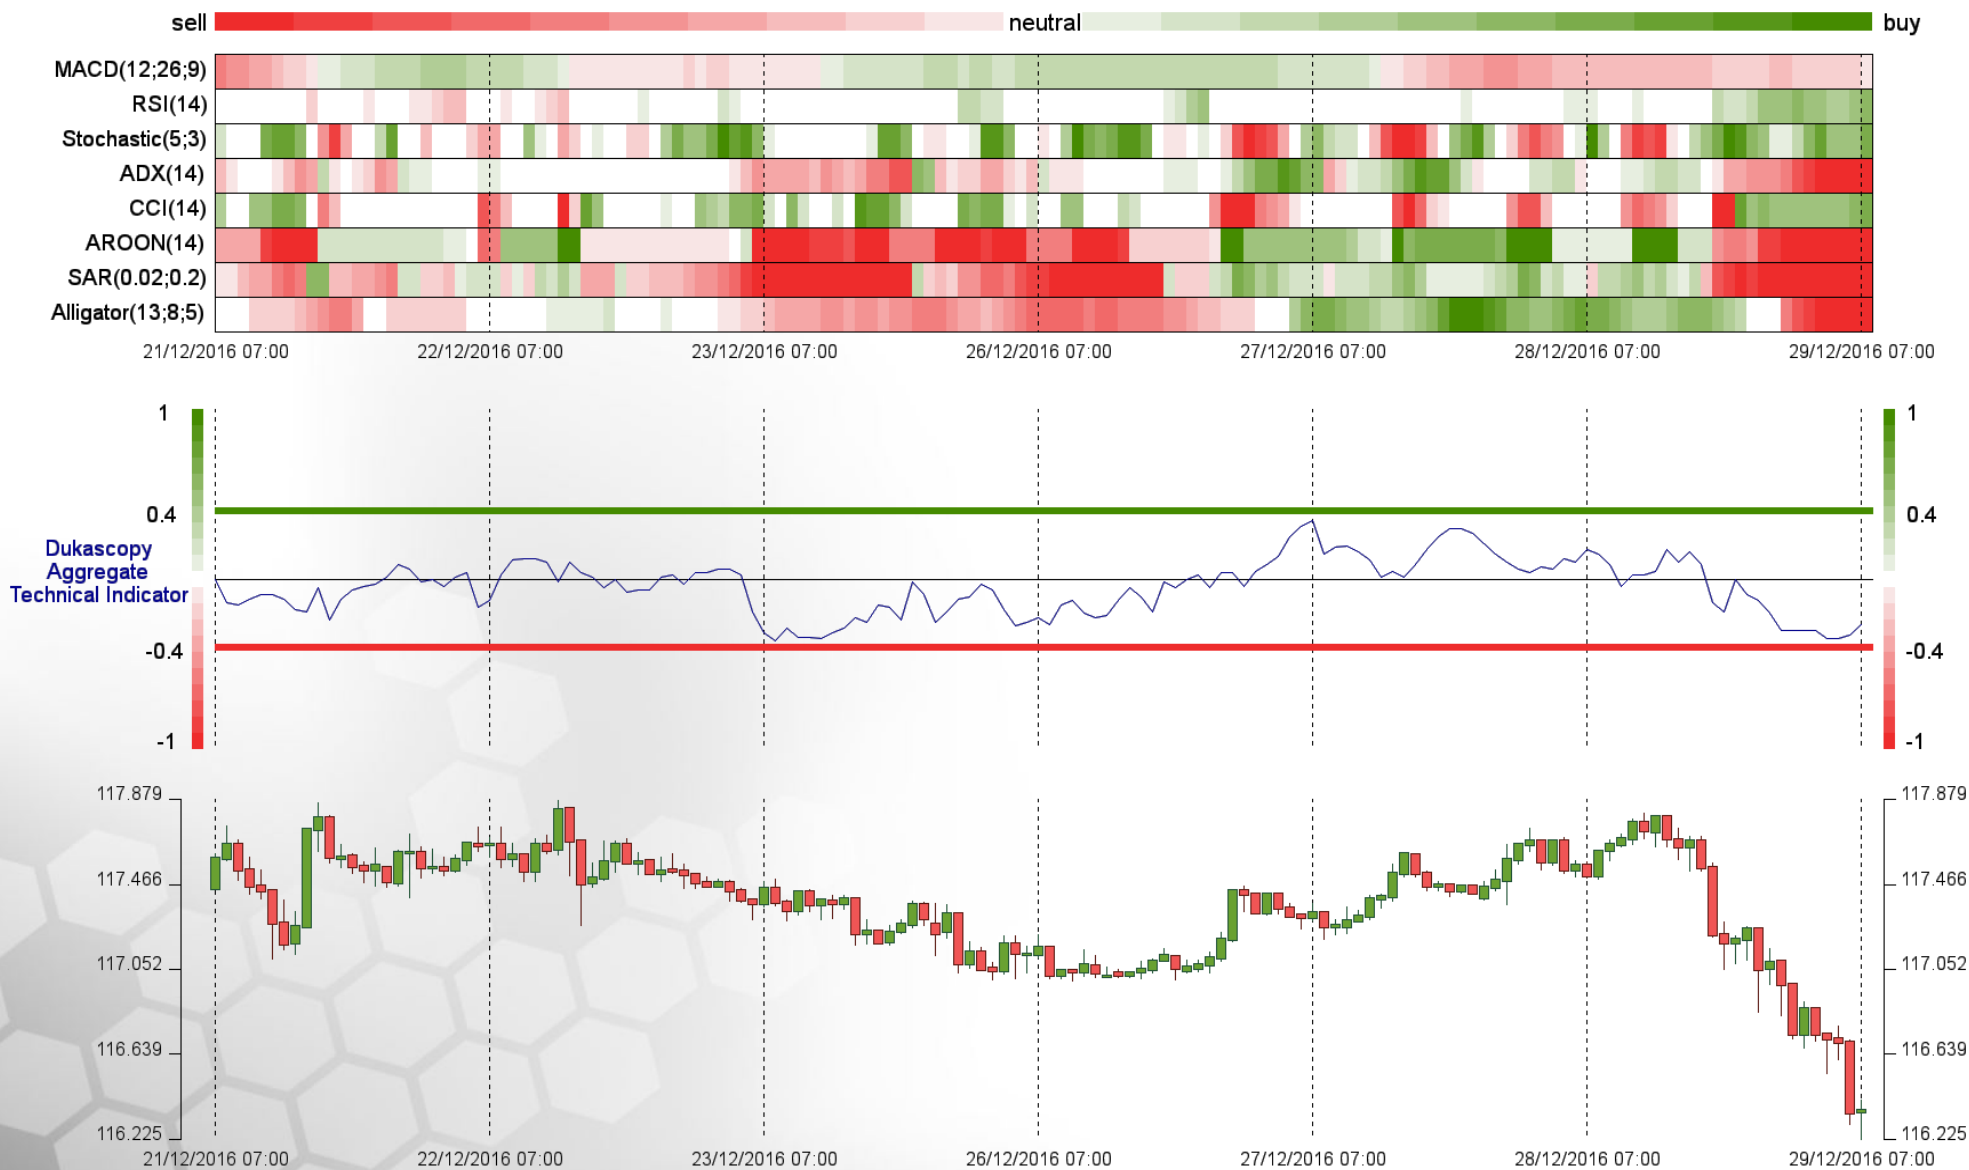 sell neutral buy
MACD(12;26;9)
RSI(14)
Stochastic(5;3)
ADX(14)
CCI(14)
AROON(14)
SAR(0.02;0.2)
Alligator(13;8;5)
21/12/2016 07:00 22/12/2016 07:00 23/12/2016 07:00 26/12/2016 07:00 27/12/2016 07:00 28/12/2016 07:00 29/12/2016 07:00
1 1
0.4 0.4
Dukascopy
Aggregate
Technical Indicator
-0.4 -0.4
-1 -1
117.879 117.879
117.466 117.466
117.052 117.052
116.639 116.639
116.225 116.225
21/12/2016 07:00 22/12/2016 07:00 23/12/2016 07:00 26/12/2016 07:00 27/12/2016 07:00 28/12/2016 07:00 29/12/2016 07:00